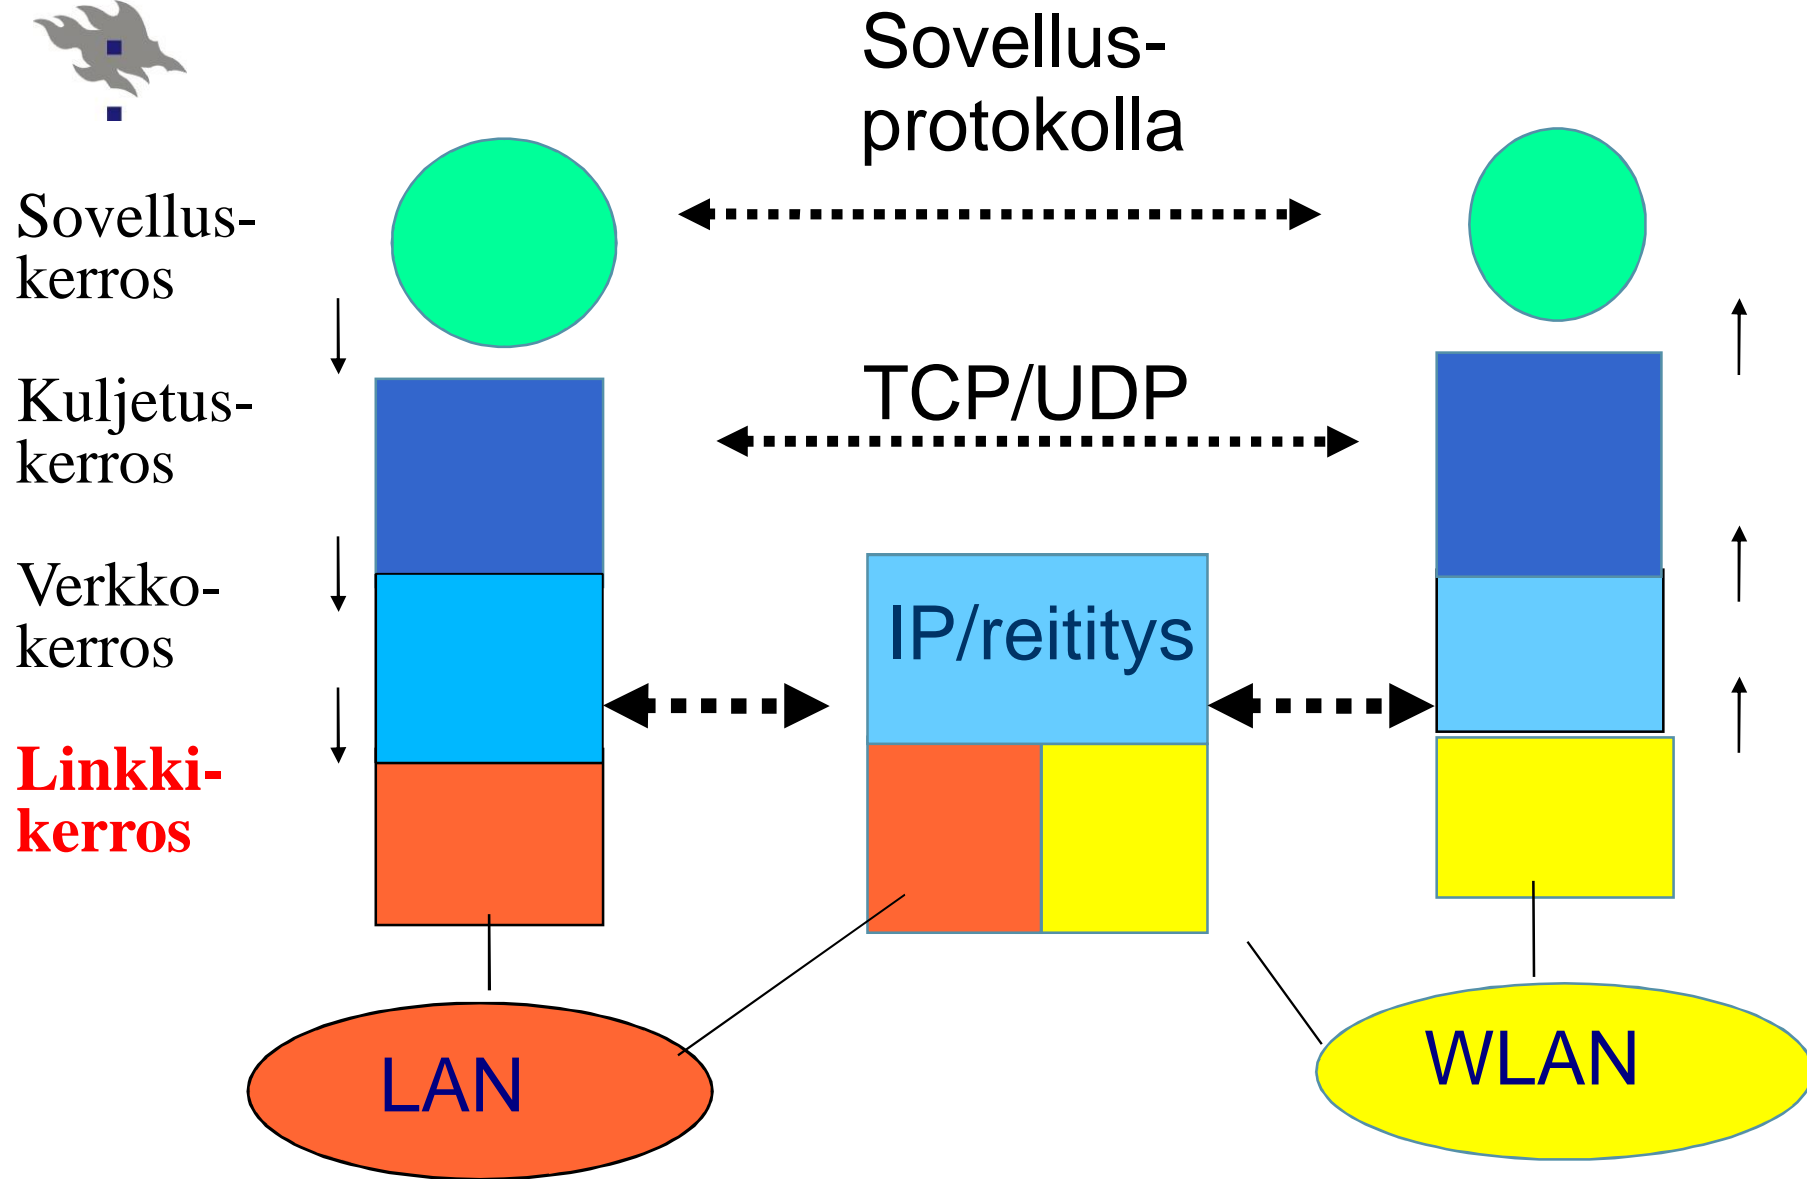 Sovellus-
protokolla
Sovellus-
kerros
Kuljetus-
kerros
TCP/UDP
Verkko-
kerros
IP/reititys
Linkki-
kerros
LAN
WLAN